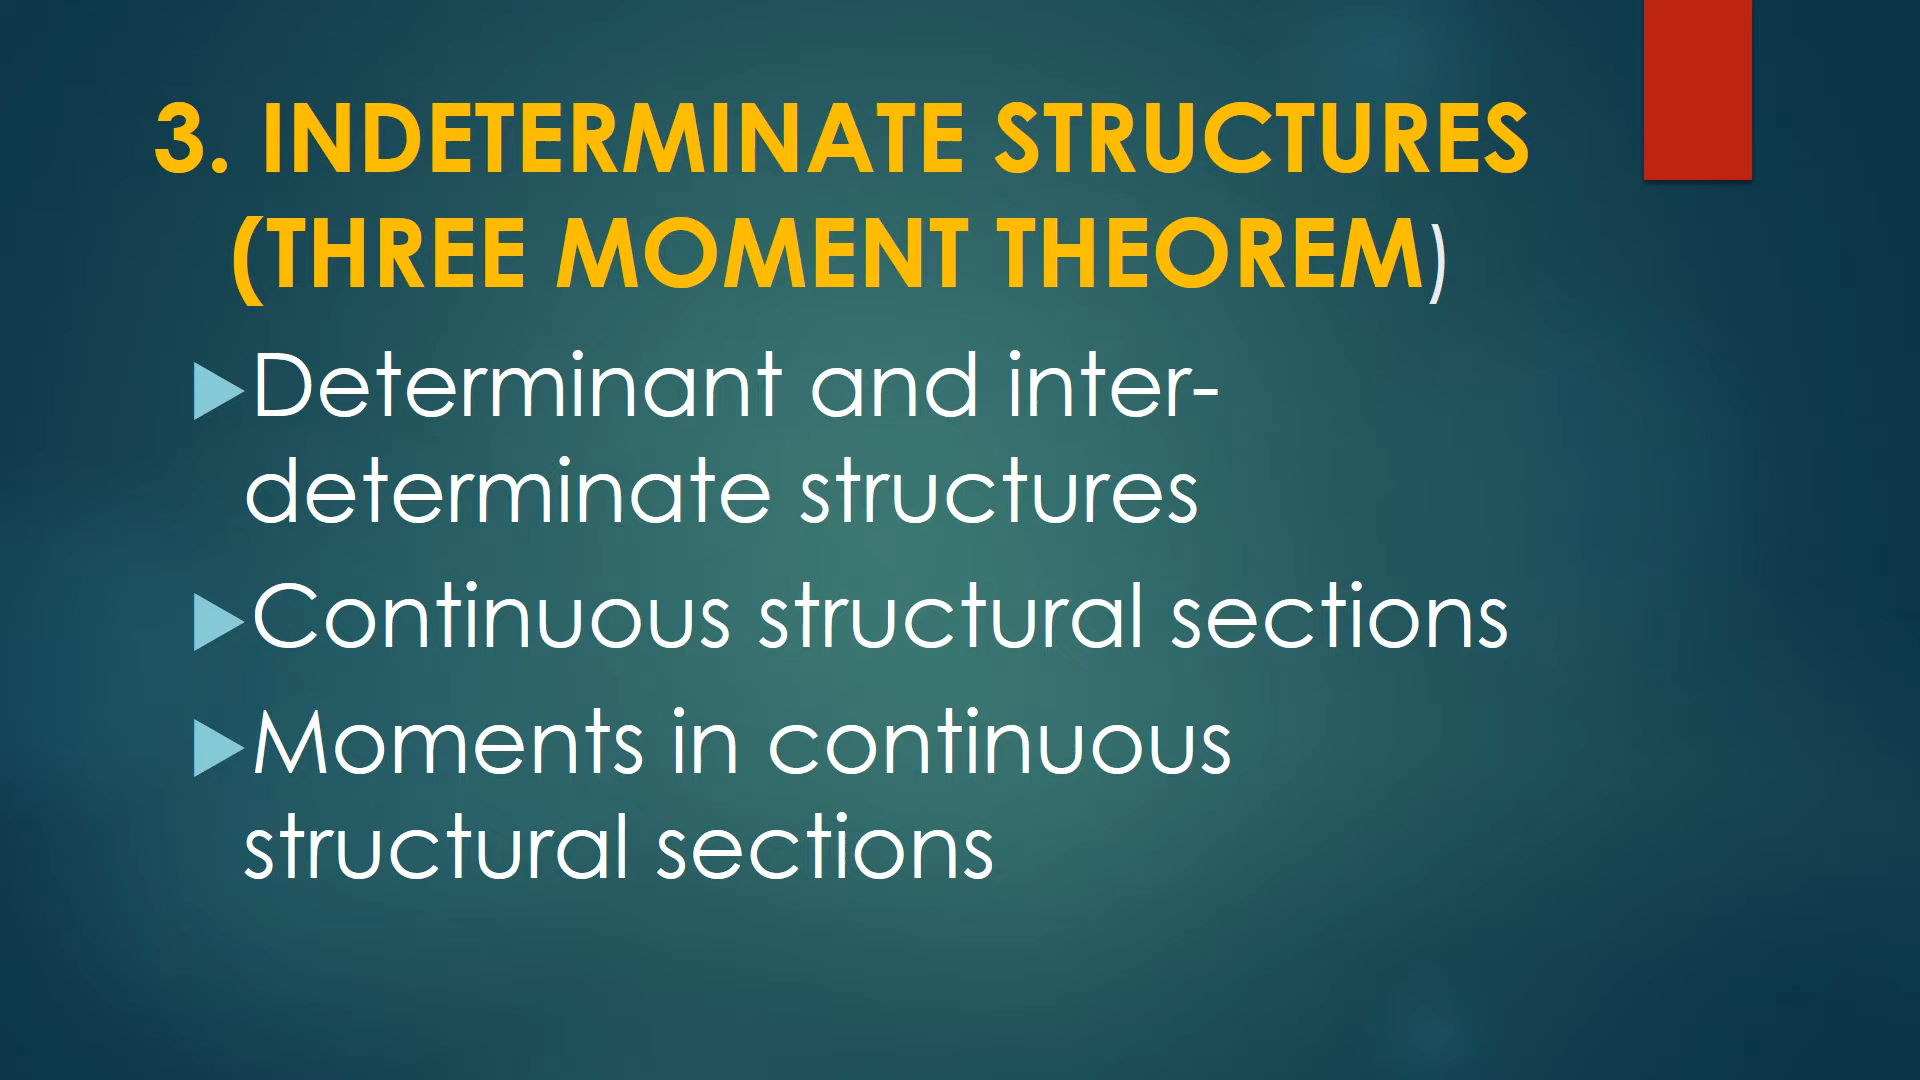 3. INDETERMINATE STRUCTURES
(THREE MOMENT THEOREM)
Determinant and inter-
determinate structures
Continuous structural sections
Moments in continuous
structural sections